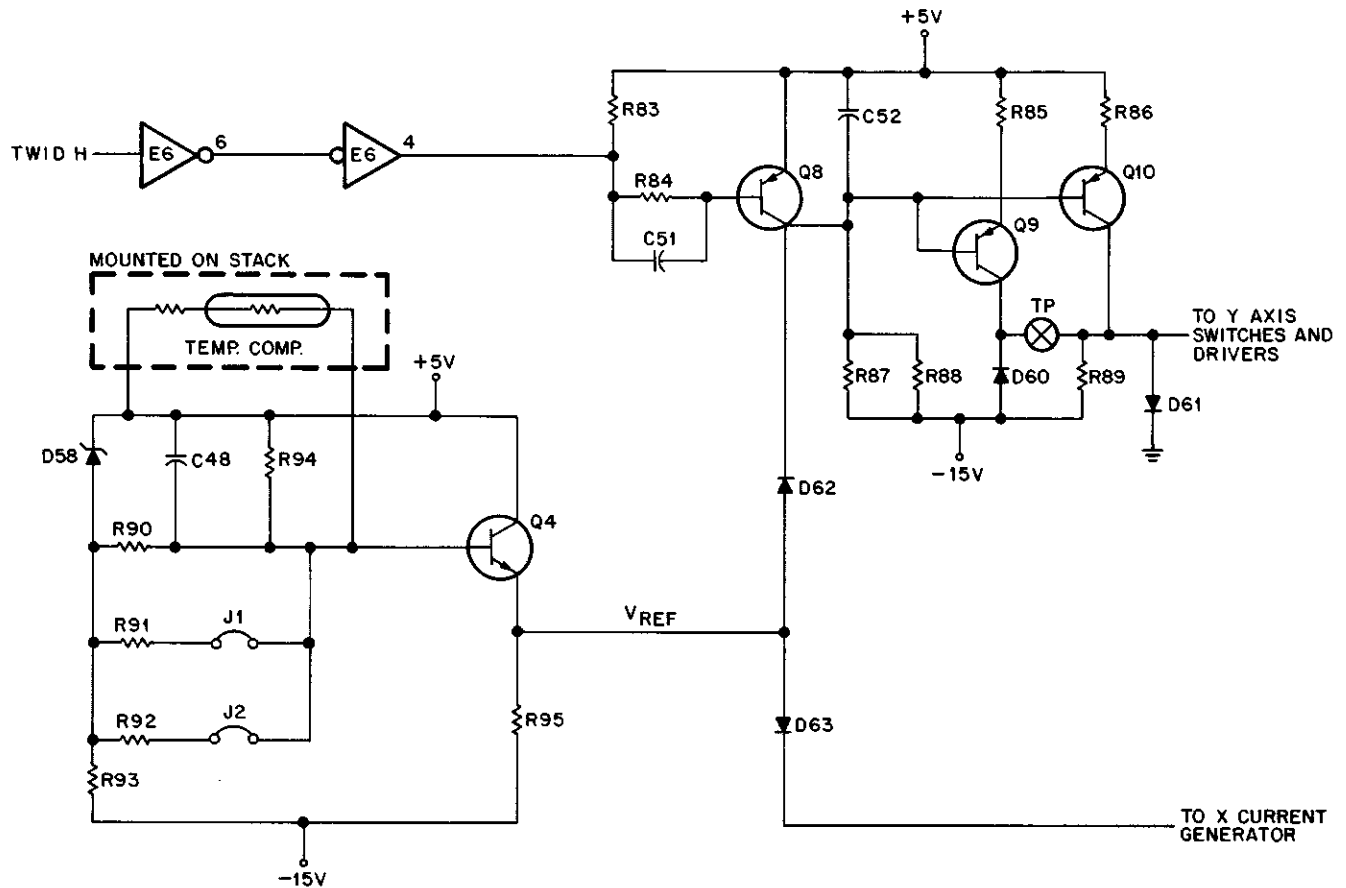 +5V
R83
C52
R85
R86
TWID H
E6
6
E6
4
R84
Q8
Q10
C51
Q9
MOUNTED ON STACK
TEMP. COMP.
TP
TO Y AXIS
SWITCHES AND
DRIVERS
+5V
R87
R88
D60
R89
D61
D58
C48
R94
-15V
D62
R90
Q4
VREF
R91
J1
R92
J2
R95
D63
R93
TO X CURRENT
GENERATOR
-15V